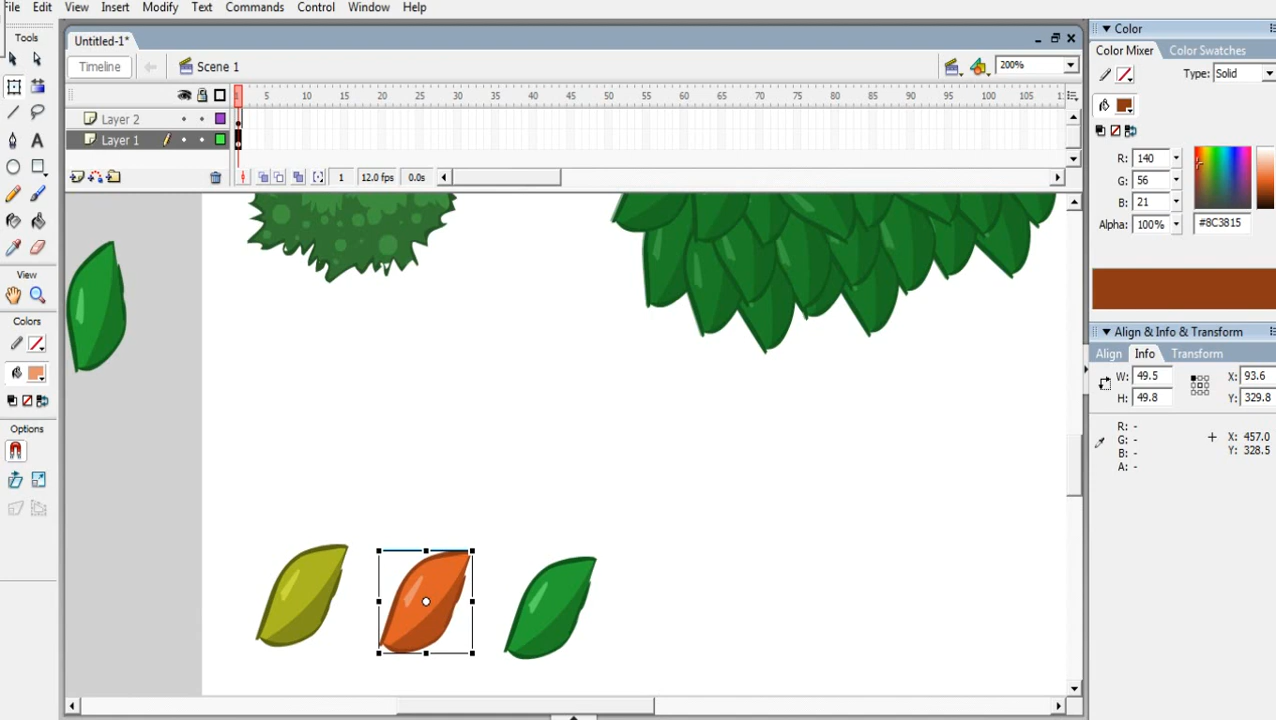 File Edit View Insert Modify Text Commands Control Window Help
Tools
Untitled-1*
Timeline
Scene 1
200%
1 5 10 15 20 25 30 35 40 45 50 55 60 65 70 75 80 85 90 95 100 105
Layer 2
Layer 1
1 12.0 fps 0.0s
View
Colors
Options
Color
Color Mixer Color Swatches
Type: Solid
R: 140
G: 56
B: 21
Alpha: 100% #8C3815
Align & Info & Transform
Align Info Transform
W: 49.5 X: 93.6
H: 49.8 Y: 329.8
R: -
G: - X: 457.0
B: - Y: 328.5
A: -